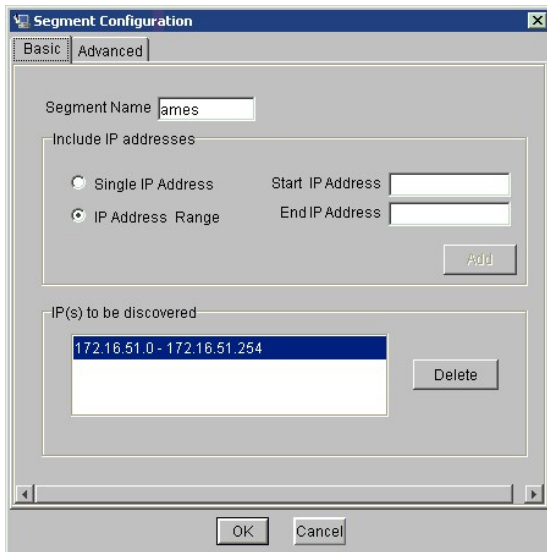 Segment Configuration
Basic Advanced
Segment Name ames
Include IP addresses
Single IP Address Start IP Address
IP Address Range End IP Address
Add
IP(s) to be discovered
172.16.51.0 - 172.16.51.254
Delete
OK Cancel